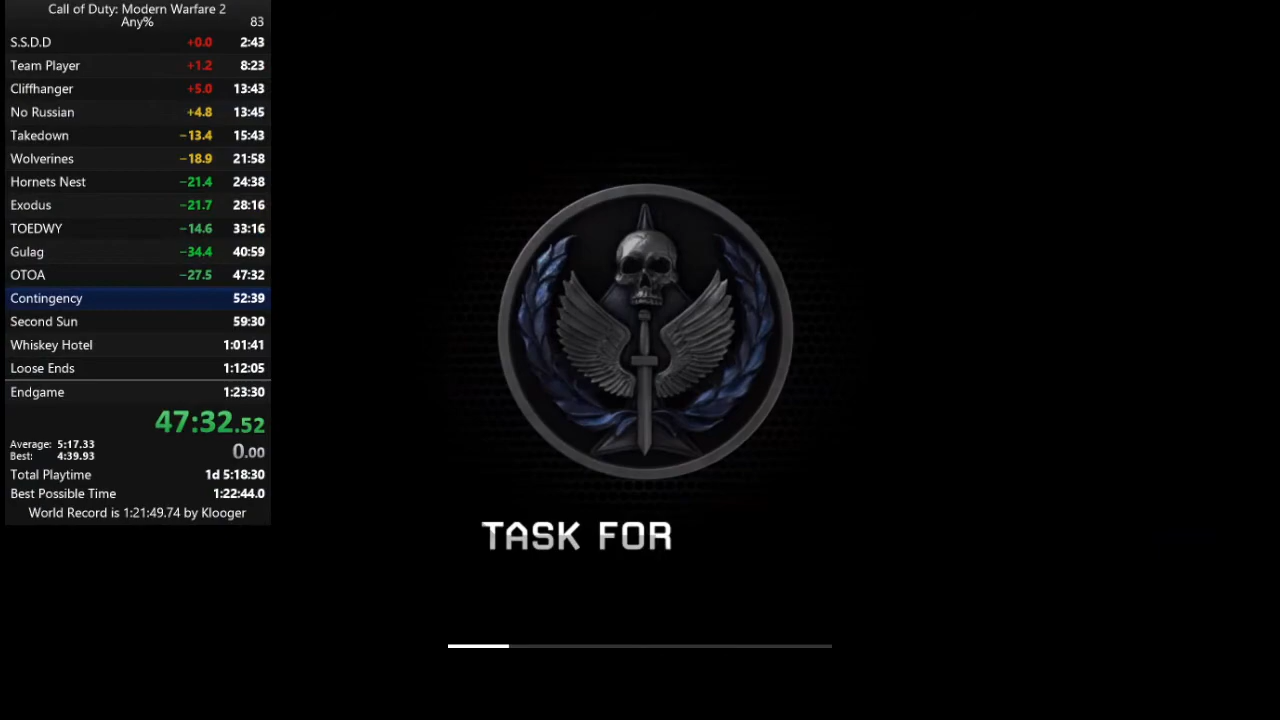 Call of Duty: Modern Warfare 2
Any% 83
S.S.D.D +0.0 2:43
Team Player +1.2 8:23
Cliffhanger +5.0 13:43
No Russian +4.8 13:45
Takedown −13.4 15:43
Wolverines −18.9 21:58
Hornets Nest −21.4 24:38
Exodus −21.7 28:16
TOEDWY −14.6 33:16
Gulag −34.4 40:59
OTOA −27.5 47:32
Contingency 52:39
Second Sun 59:30
Whiskey Hotel 1:01:41
Loose Ends 1:12:05
Endgame 1:23:30
47:32.52
Average: 5:17.33
Best: 4:39.93
0.00
Total Playtime 1d 5:18:30
Best Possible Time 1:22:44.0
World Record is 1:21:49.74 by Klooger
TASK FOR